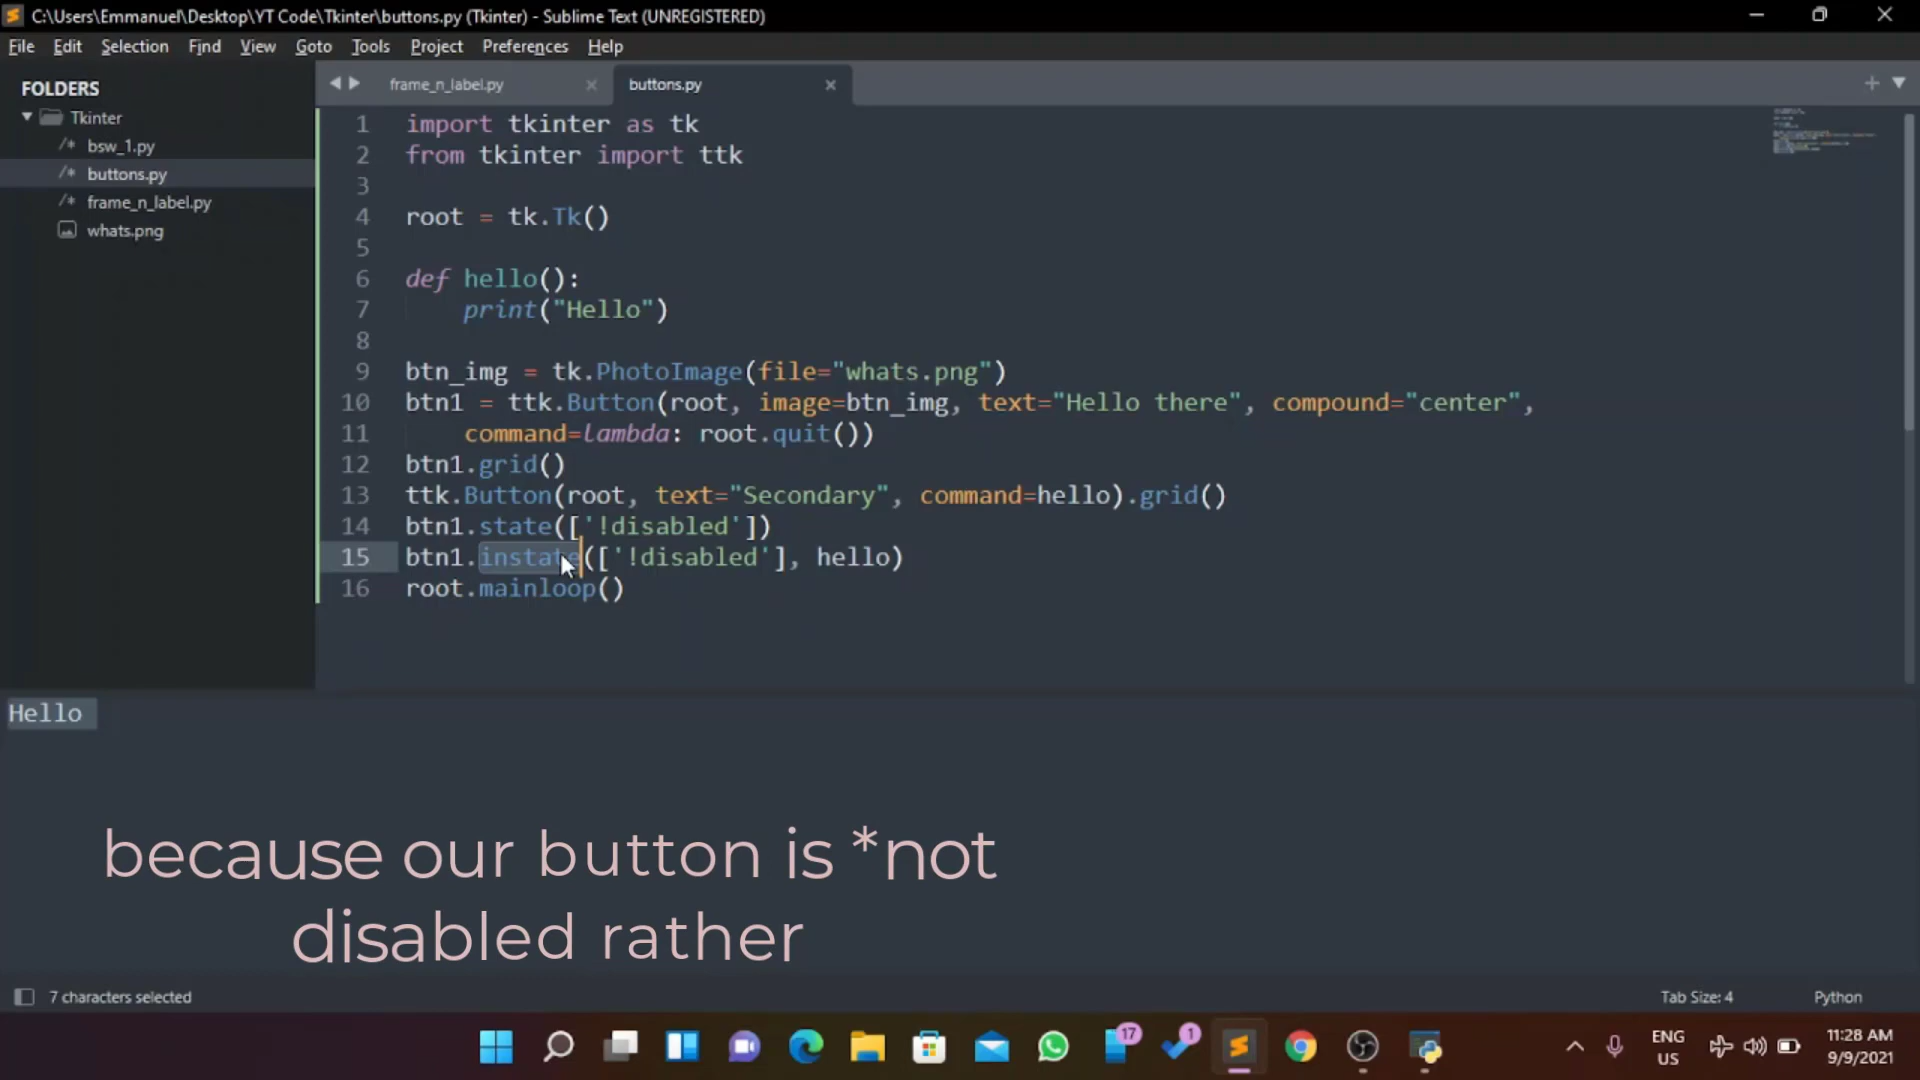 C:\Users\Emmanuel\Desktop\YT Code\Tkinter\buttons.py (Tkinter) - Sublime Text (UNREGISTERED)
File Edit Selection Find View Goto Tools Project Preferences Help
FOLDERS
Tkinter
/* bsw_1.py
/* buttons.py
/* frame_n_label.py
whats.png
frame_n_label.py
buttons.py
1 import tkinter as tk
2 from tkinter import ttk
3
4 root = tk.Tk()
5
6 def hello():
7 print("Hello")
8
9 btn_img = tk.PhotoImage(file="whats.png")
10 btn1 = ttk.Button(root, image=btn_img, text="Hello there", compound="center",
11 command=lambda: root.quit())
12 btn1.grid()
13 ttk.Button(root, text="Secondary", command=hello).grid()
14 btn1.state(['!disabled'])
15 btn1.instate(['!disabled'], hello)
16 root.mainloop()
Hello
because our button is *not
disabled rather
7 characters selected
Tab Size: 4
Python
17
1
ENG
US
11:28 AM
9/9/2021